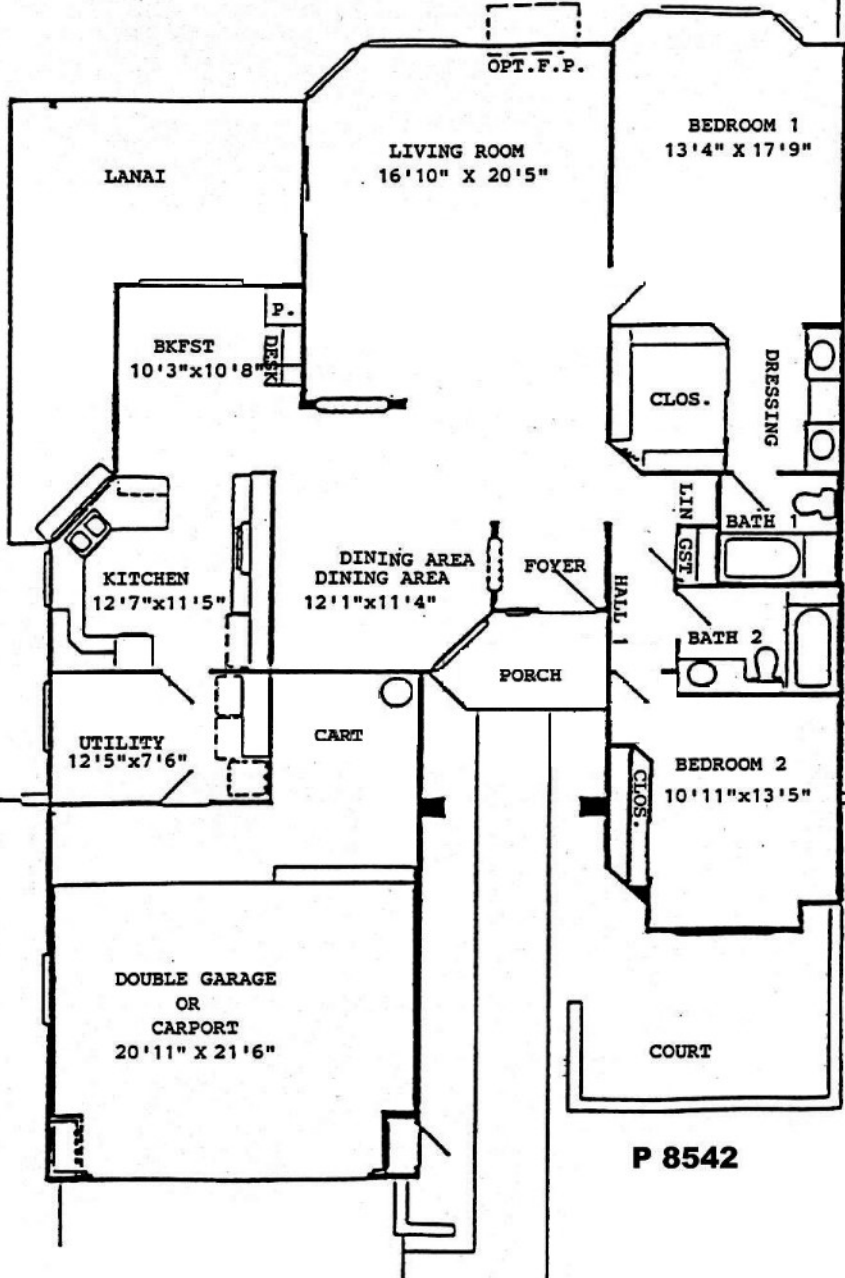 OPT.F.P.
BEDROOM 1
13'4" X 17'9"
LIVING ROOM
16'10" X 20'5"
LANAI
P.
BKFST
10'3"x10'8"
DESK
CLOS.
DRESSING
LIN
BATH 1
GST.
DINING AREA
DINING AREA
12'1"x11'4"
FOYER
KITCHEN
12'7"x11'5"
HALL 1
BATH 2
PORCH
CART
UTILITY
12'5"x7'6"
BEDROOM 2
10'11"x13'5"
CLOS.
DOUBLE GARAGE
OR
CARPORT
20'11" X 21'6"
COURT
P 8542